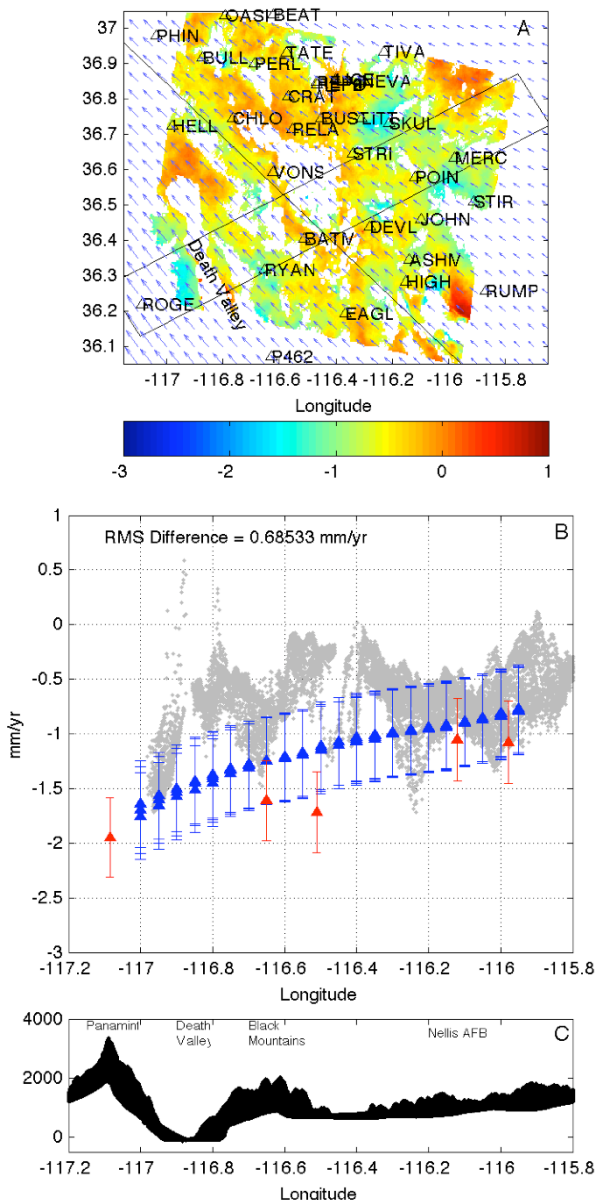 A
37
36.9
36.8
36.7
36.6
36.5
36.4
36.3
36.2
36.1
OASI
BEAT
PHIN
BULL
TATE
PERL
TIVA
NEVA
CRAT
CHLO
BUST
LITT
SKUL
HELL
RELA
STRI
MERC
VONS
POIN
STIR
JOHN
DEVL
BATM
Death Valley
RYAN
ASHM
HIGH
RUMP
ROGE
EAGL
P462
-117 -116.8 -116.6 -116.4 -116.2 -116 -115.8
Longitude
-3 -2 -1 0 1
B
RMS Difference = 0.68533 mm/yr
1
0.5
0
-0.5
-1
-1.5
-2
-2.5
-3
mm/yr
-117.2 -117 -116.8 -116.6 -116.4 -116.2 -116 -115.8
Longitude
C
4000
2000
0
Panamint
Death
Valley
Black
Mountains
Nellis AFB
-117.2 -117 -116.8 -116.6 -116.4 -116.2 -116 -115.8
Longitude